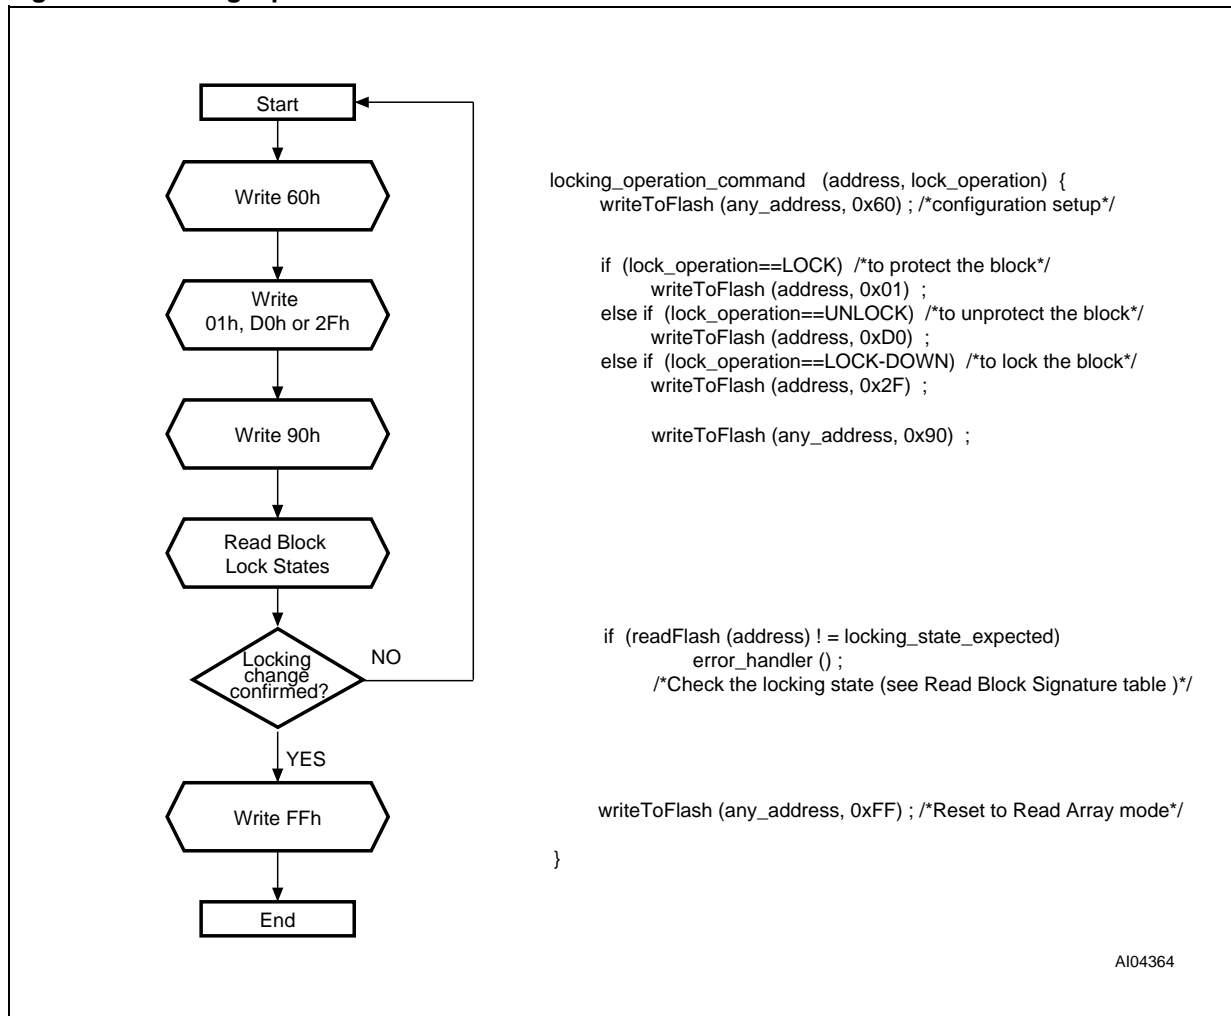 Start
Write 60h
Write
01h, D0h or 2Fh
Write 90h
Read Block
Lock States
Locking
change
confirmed?
NO
YES
Write FFh
End
locking_operation_command (address, lock_operation) {
writeToFlash (any_address, 0x60) ; /*configuration setup*/
if (lock_operation==LOCK) /*to protect the block*/
writeToFlash (address, 0x01) ;
else if (lock_operation==UNLOCK) /*to unprotect the block*/
writeToFlash (address, 0xD0) ;
else if (lock_operation==LOCK-DOWN) /*to lock the block*/
writeToFlash (address, 0x2F) ;
writeToFlash (any_address, 0x90) ;
if (readFlash (address) ! = locking_state_expected)
error_handler () ;
/*Check the locking state (see Read Block Signature table )*/
writeToFlash (any_address, 0xFF) ; /*Reset to Read Array mode*/
}
AI04364